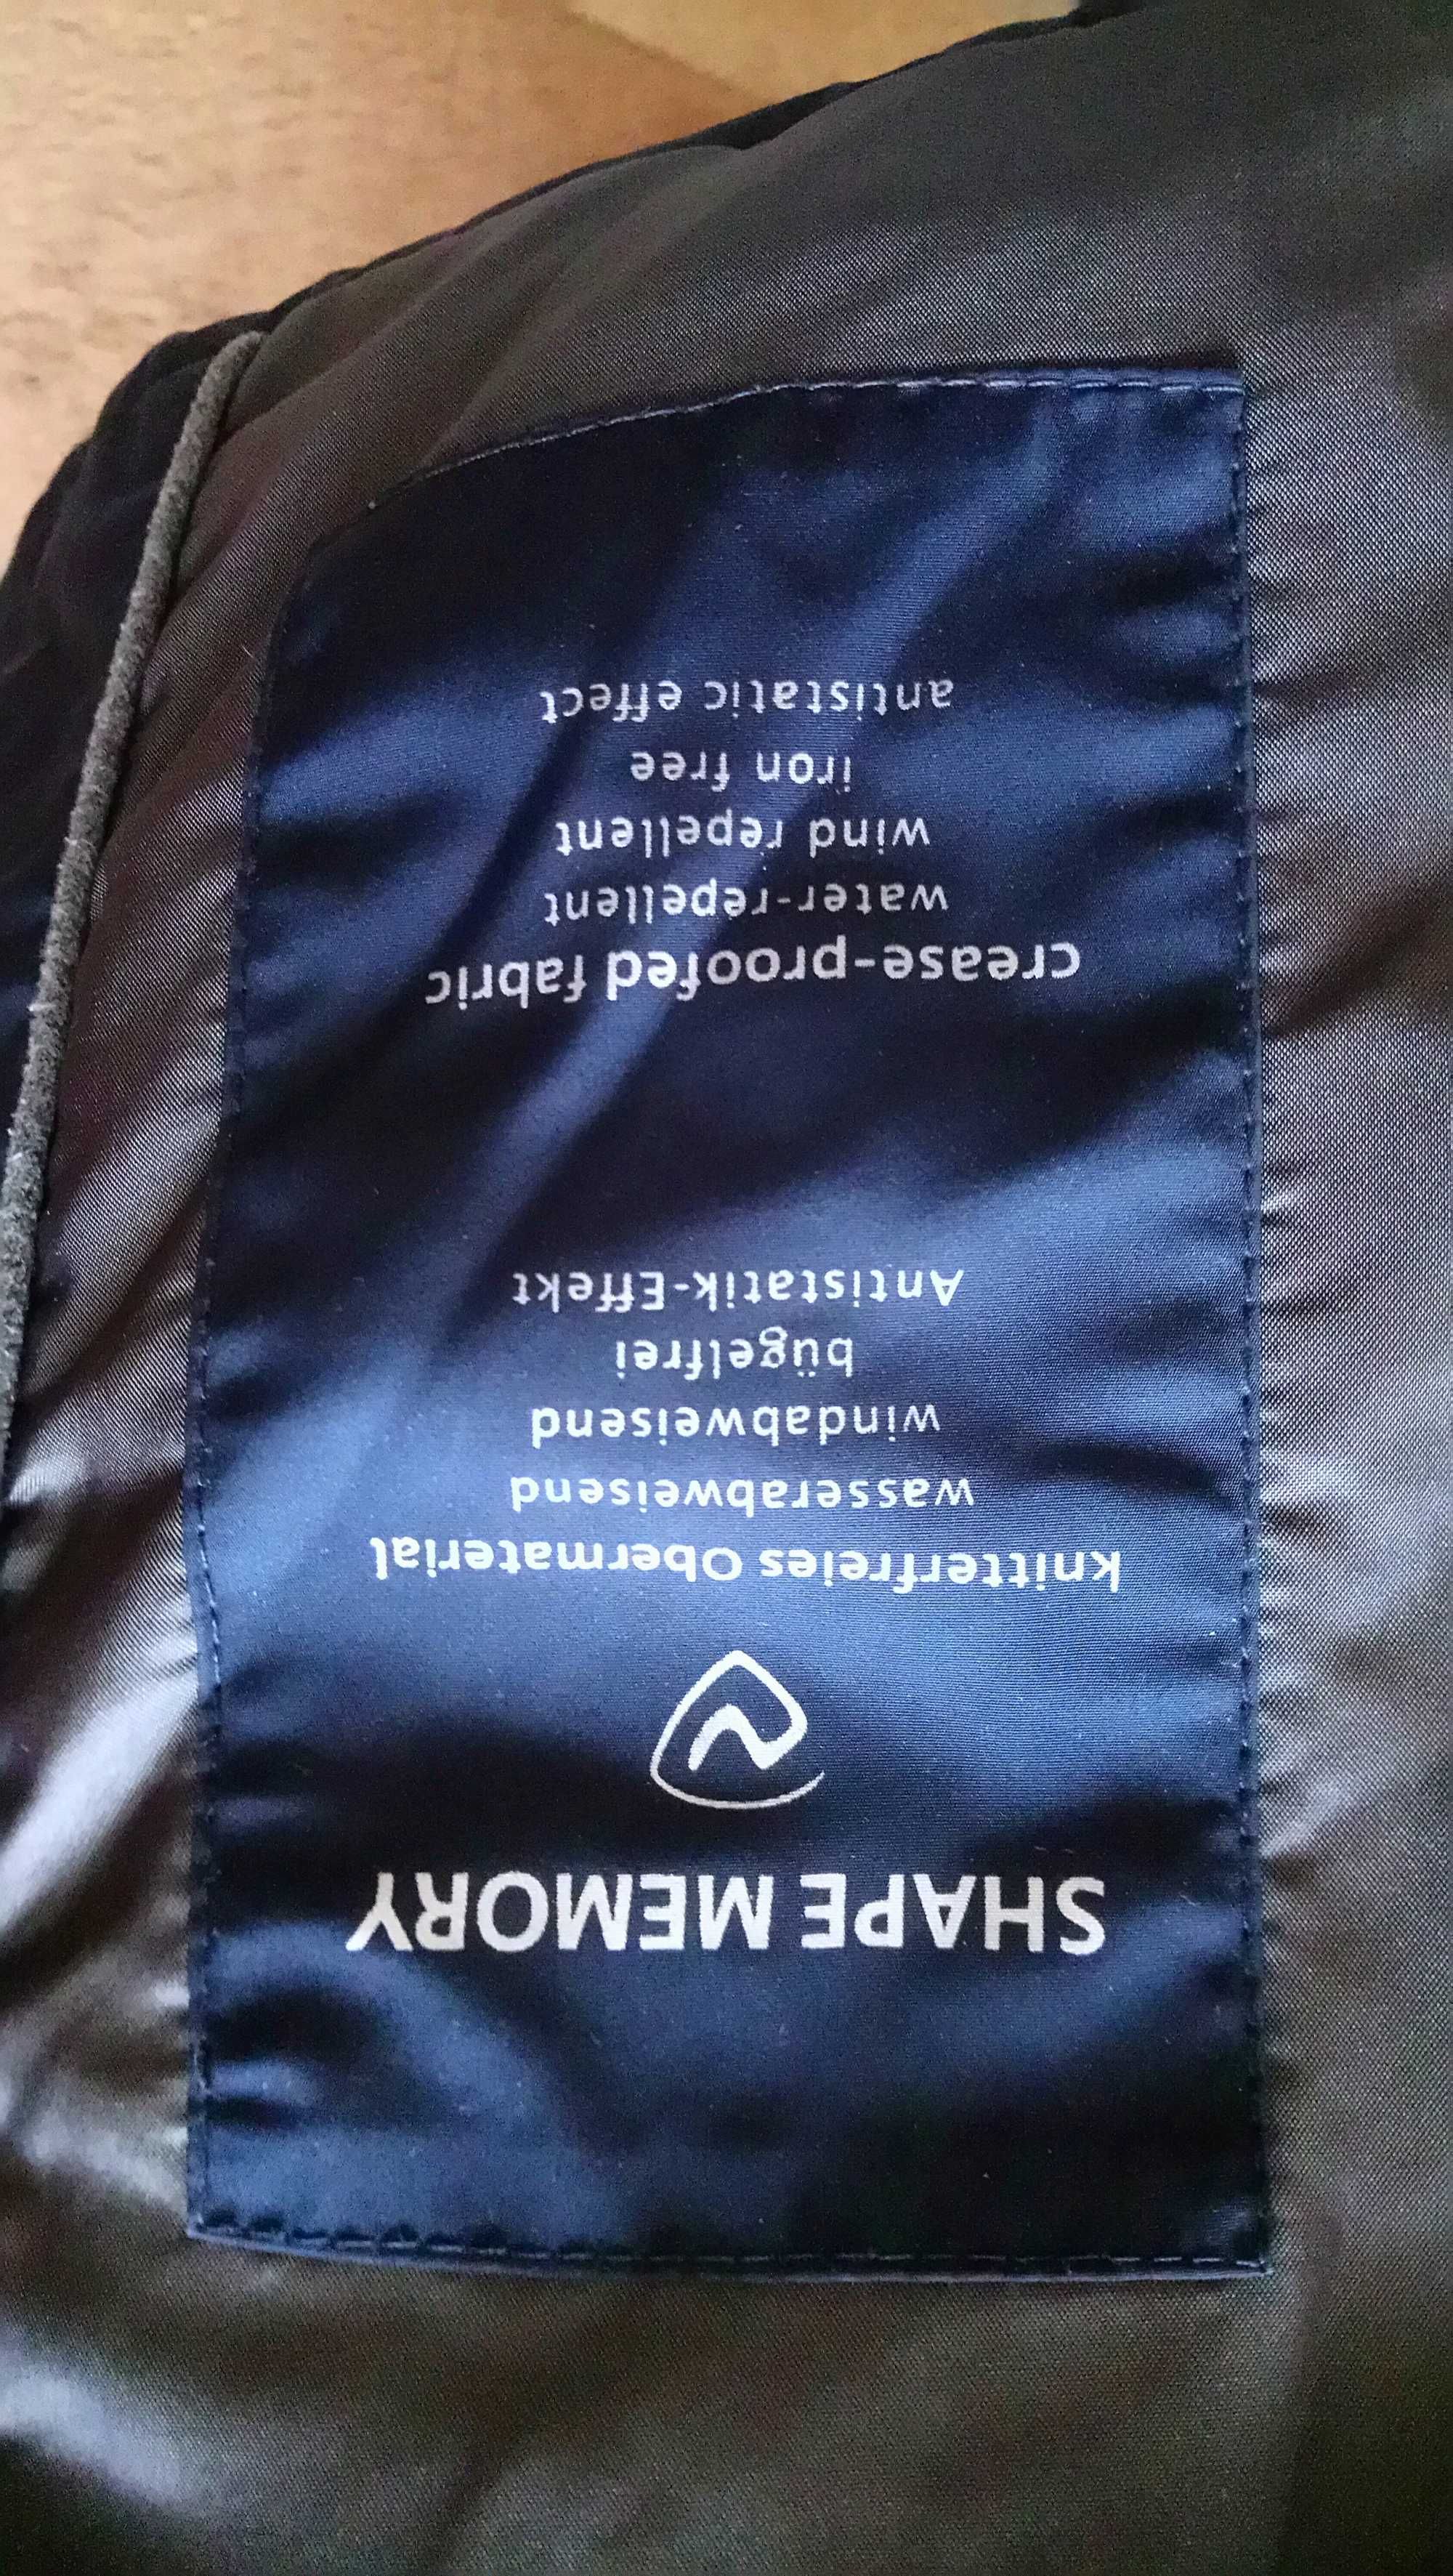 SHAPE MEMORY
knitterfreies Obermaterial
wasserabweisend
windabweisend
bügelfrei
Antistatik-Effekt
crease-proofed fabric
water-repellent
wind repellent
iron free
antistatic effect